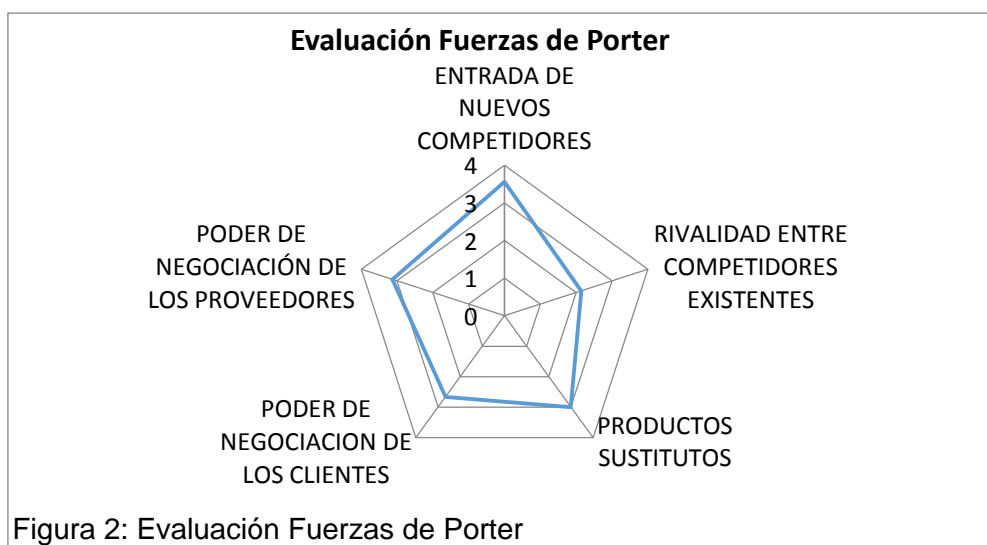 Evaluación Fuerzas de Porter
ENTRADA DE
NUEVOS
COMPETIDORES
4
3
2
1
0
RIVALIDAD ENTRE
COMPETIDORES
EXISTENTES
PRODUCTOS
SUSTITUTOS
PODER DE
NEGOCIACION DE
LOS CLIENTES
PODER DE
NEGOCIACIÓN DE
LOS PROVEEDORES
Figura 2: Evaluación Fuerzas de Porter